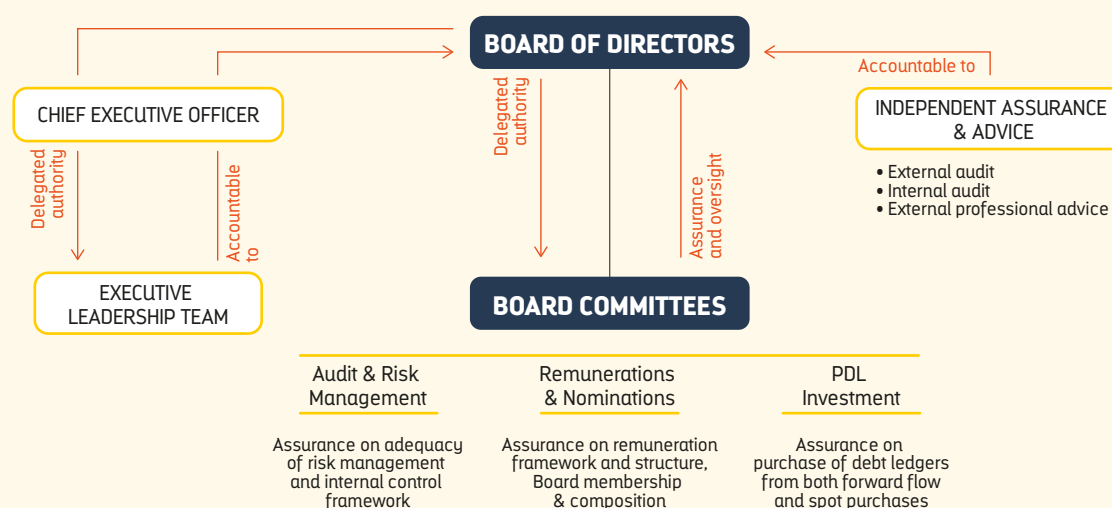 BOARD OF DIRECTORS
Accountable to
CHIEF EXECUTIVE OFFICER
INDEPENDENT ASSURANCE
& ADVICE
• External audit
• Internal audit
• External professional advice
Delegated
authority
Accountable
to
Delegated
authority
Assurance
and oversight
EXECUTIVE
LEADERSHIP TEAM
BOARD COMMITTEES
Audit & Risk
Management
Assurance on adequacy
of risk management
and internal control
framework
Remunerations
& Nominations
Assurance on remuneration
framework and structure,
Board membership
& composition
PDL
Investment
Assurance on
purchase of debt ledgers
from both forward flow
and spot purchases